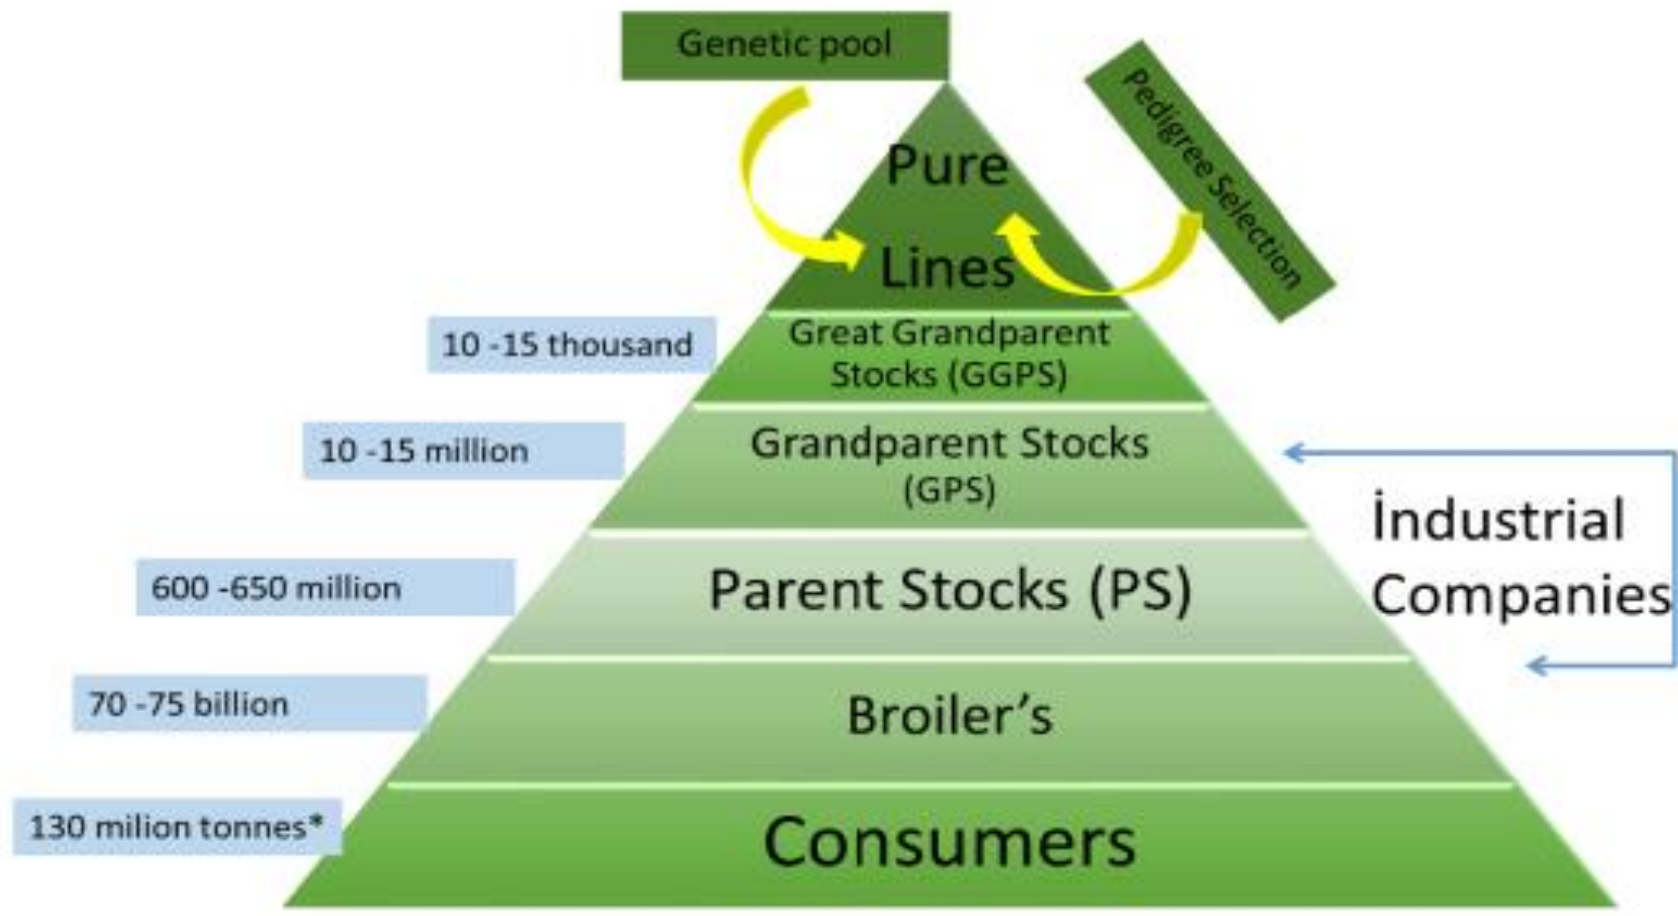 Genetic pool
Pedigree Selection
Pure
Lines
10 -15 thousand
Great Grandparent
Stocks (GGPS)
10 -15 million
Grandparent Stocks
(GPS)
İndustrial
Companies
600 -650 million
Parent Stocks (PS)
70 -75 billion
Broiler’s
130 milion tonnes*
Consumers